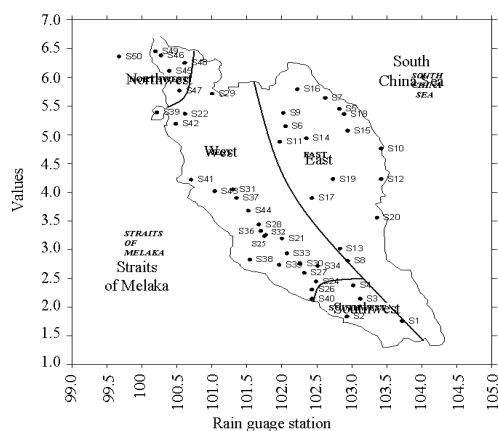 7.0
6.5
6.0
5.5
5.0
4.5
4.0
3.5
3.0
2.5
2.0
1.5
1.0
Values
S49
S46
S50
S48
S45
Northwest
S47
S29
S39
S22
S42
S16
S7
S5
S18
S9
S6
S15
S14
S11
S10
South
China Sea
SOUTH
CHINA
SEA
West
EAST
East
S41
S31
S43
S37
S19
S12
S17
S44
S20
S28
S36
S32
S25
S21
S13
S33
S38
S30
S34
S8
S27
S24
S4
S26
S40
S3
Southwest
S2
S1
STRAITS
OF
MELAKA
Straits
of Melaka
99.0
99.5
100.0
100.5
101.0
101.5
102.0
102.5
103.0
103.5
104.0
104.5
105.0
Rain guage station